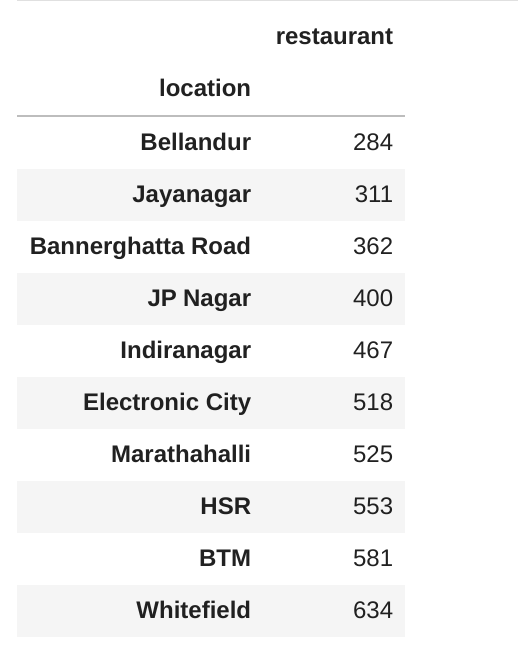 restaurant
location
Bellandur 284
Jayanagar 311
Bannerghatta Road 362
JP Nagar 400
Indiranagar 467
Electronic City 518
Marathahalli 525
HSR 553
BTM 581
Whitefield 634